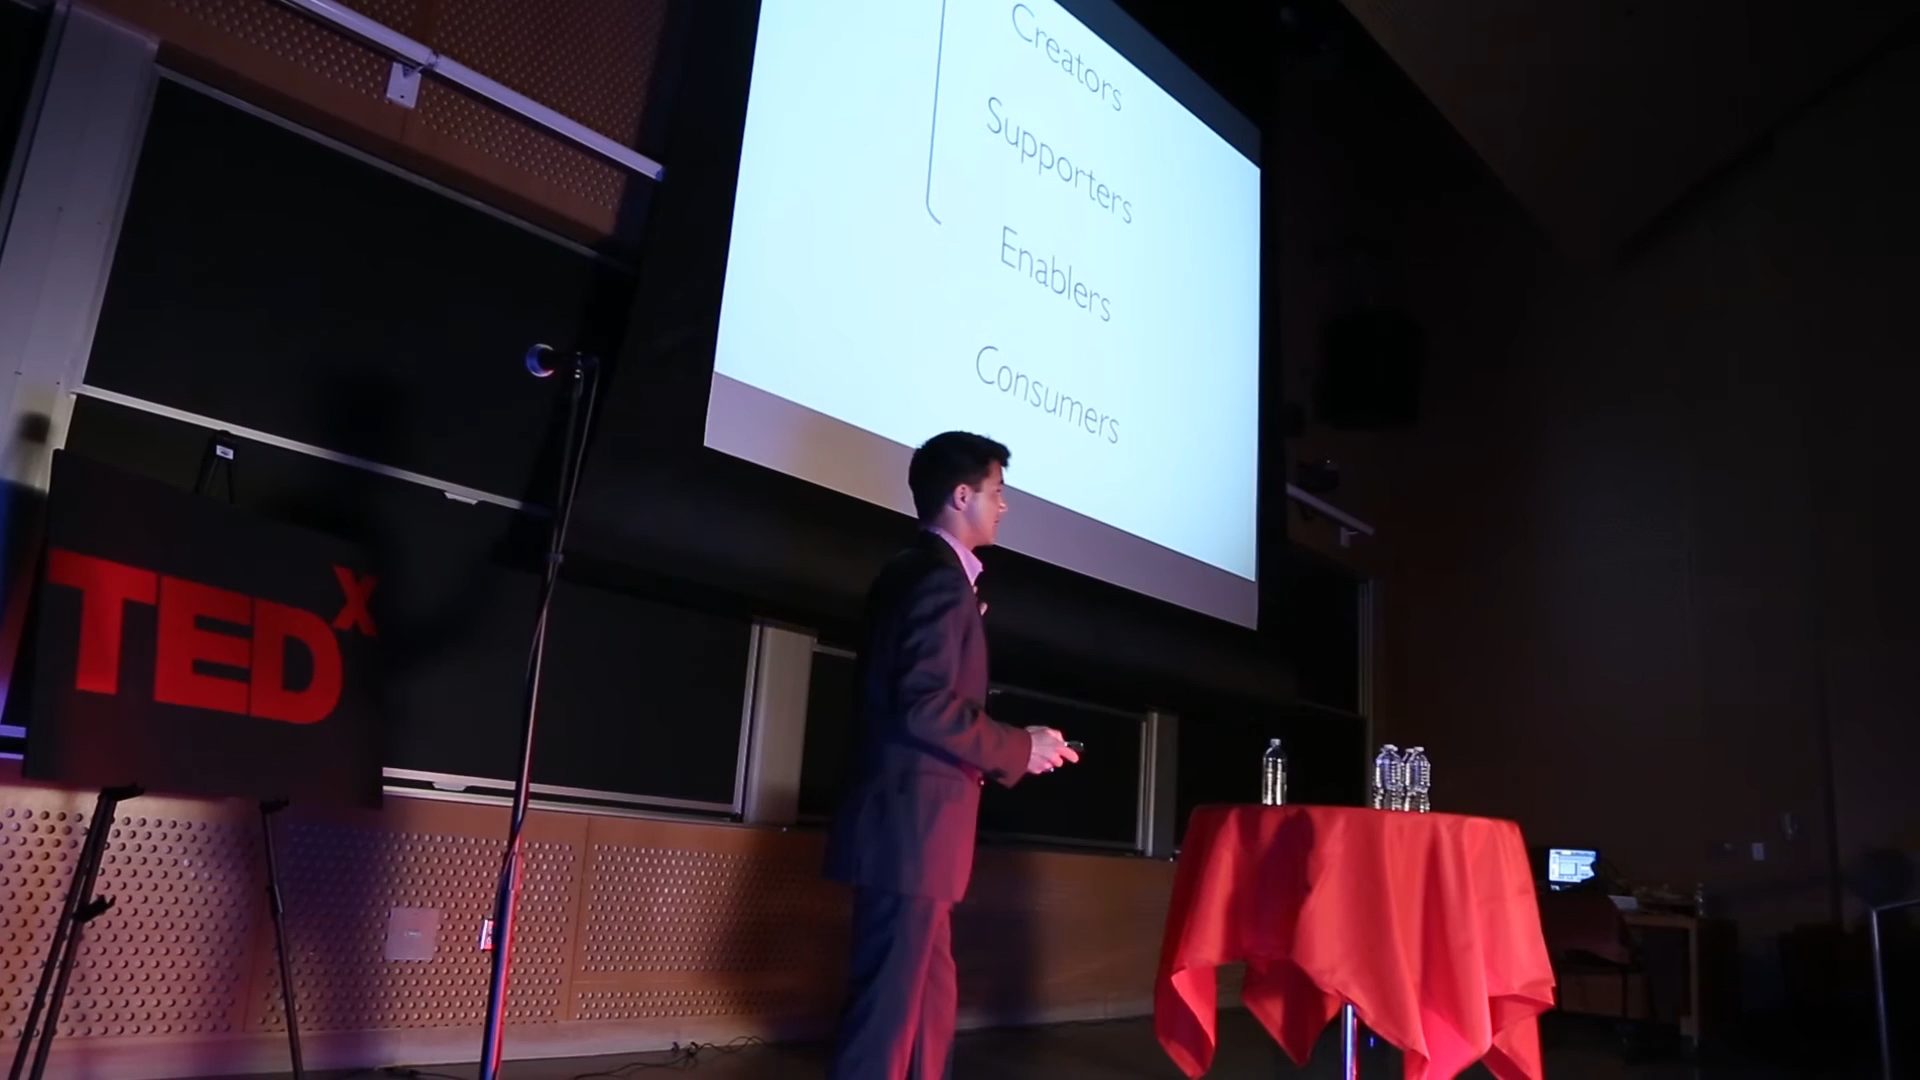 Creators
Supporters
Enablers
Consumers
TEDx